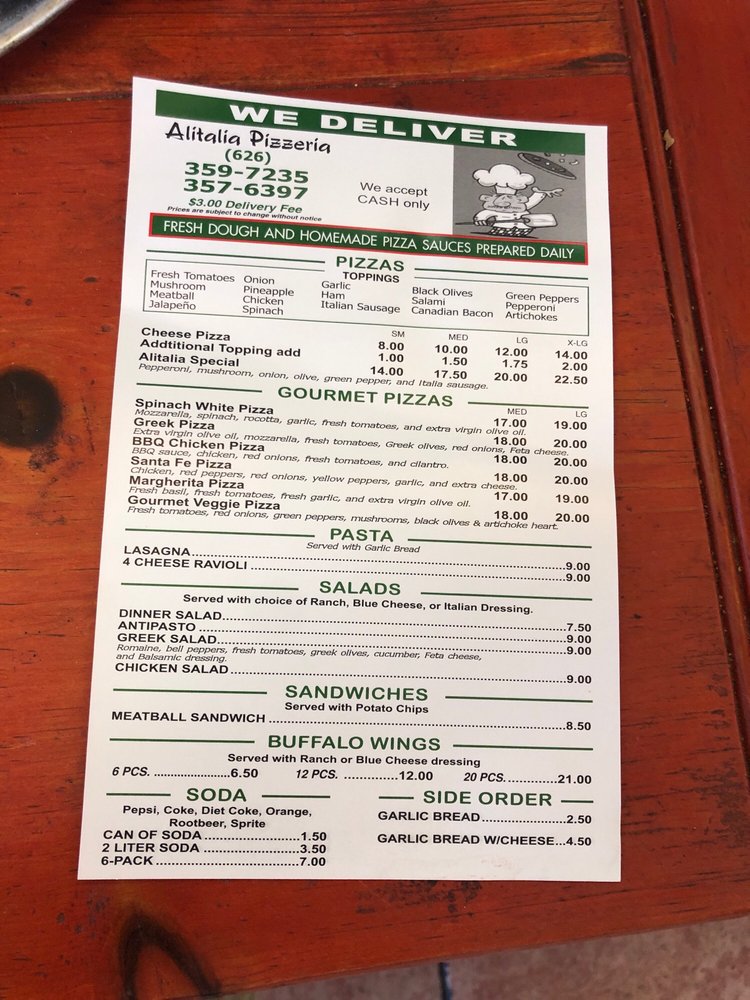 WE DELIVER
Alitalia Pizzeria
(626)
359-7235
357-6397
$3.00 Delivery Fee
Prices are subject to change without notice
We accept
CASH only
FRESH DOUGH AND HOMEMADE PIZZA SAUCES PREPARED DAILY
PIZZAS
TOPPINGS
Fresh Tomatoes Onion Garlic Black Olives Green Peppers
Mushroom Pineapple Ham Salami Pepperoni
Meatball Chicken Italian Sausage Canadian Bacon Artichokes
Jalapeño Spinach
SM MED LG X-LG
Cheese Pizza 8.00 10.00 12.00 14.00
Addtitional Topping add 1.00 1.50 1.75 2.00
Alitalia Special 14.00 17.50 20.00 22.50
Pepperoni, mushroom, onion, olive, green pepper, and Italia sausage.
GOURMET PIZZAS
MED LG
Spinach White Pizza 17.00 19.00
Mozzarella, spinach, rocotta, garlic, fresh tomatoes, and extra virgin olive oil.
Greek Pizza 18.00 20.00
Extra virgin olive oil, mozzarella, fresh tomatoes, Greek olives, red onions, Feta cheese.
BBQ Chicken Pizza 18.00 20.00
BBQ sauce, chicken, red onions, fresh tomatoes, and cilantro.
Santa Fe Pizza 18.00 20.00
Chicken, red peppers, red onions, yellow peppers, garlic, and extra cheese.
Margherita Pizza 17.00 19.00
Fresh basil, fresh tomatoes, fresh garlic, and extra virgin olive oil.
Gourmet Veggie Pizza 18.00 20.00
Fresh tomatoes, red onions, green peppers, mushrooms, black olives & artichoke heart.
PASTA
Served with Garlic Bread
LASAGNA...9.00
4 CHEESE RAVIOLI...9.00
SALADS
Served with choice of Ranch, Blue Cheese, or Italian Dressing.
DINNER SALAD...7.50
ANTIPASTO...9.00
GREEK SALAD...9.00
Romaine, bell peppers, fresh tomatoes, greek olives, cucumber, Feta cheese,
and Balsamic dressing.
CHICKEN SALAD...9.00
SANDWICHES
Served with Potato Chips
MEATBALL SANDWICH...8.50
BUFFALO WINGS
Served with Ranch or Blue Cheese dressing
6 PCS....6.50 12 PCS....12.00 20 PCS....21.00
SODA
Pepsi, Coke, Diet Coke, Orange,
Rootbeer, Sprite
CAN OF SODA...1.50
2 LITER SODA...3.50
6-PACK...7.00
SIDE ORDER
GARLIC BREAD...2.50
GARLIC BREAD W/CHEESE...4.50